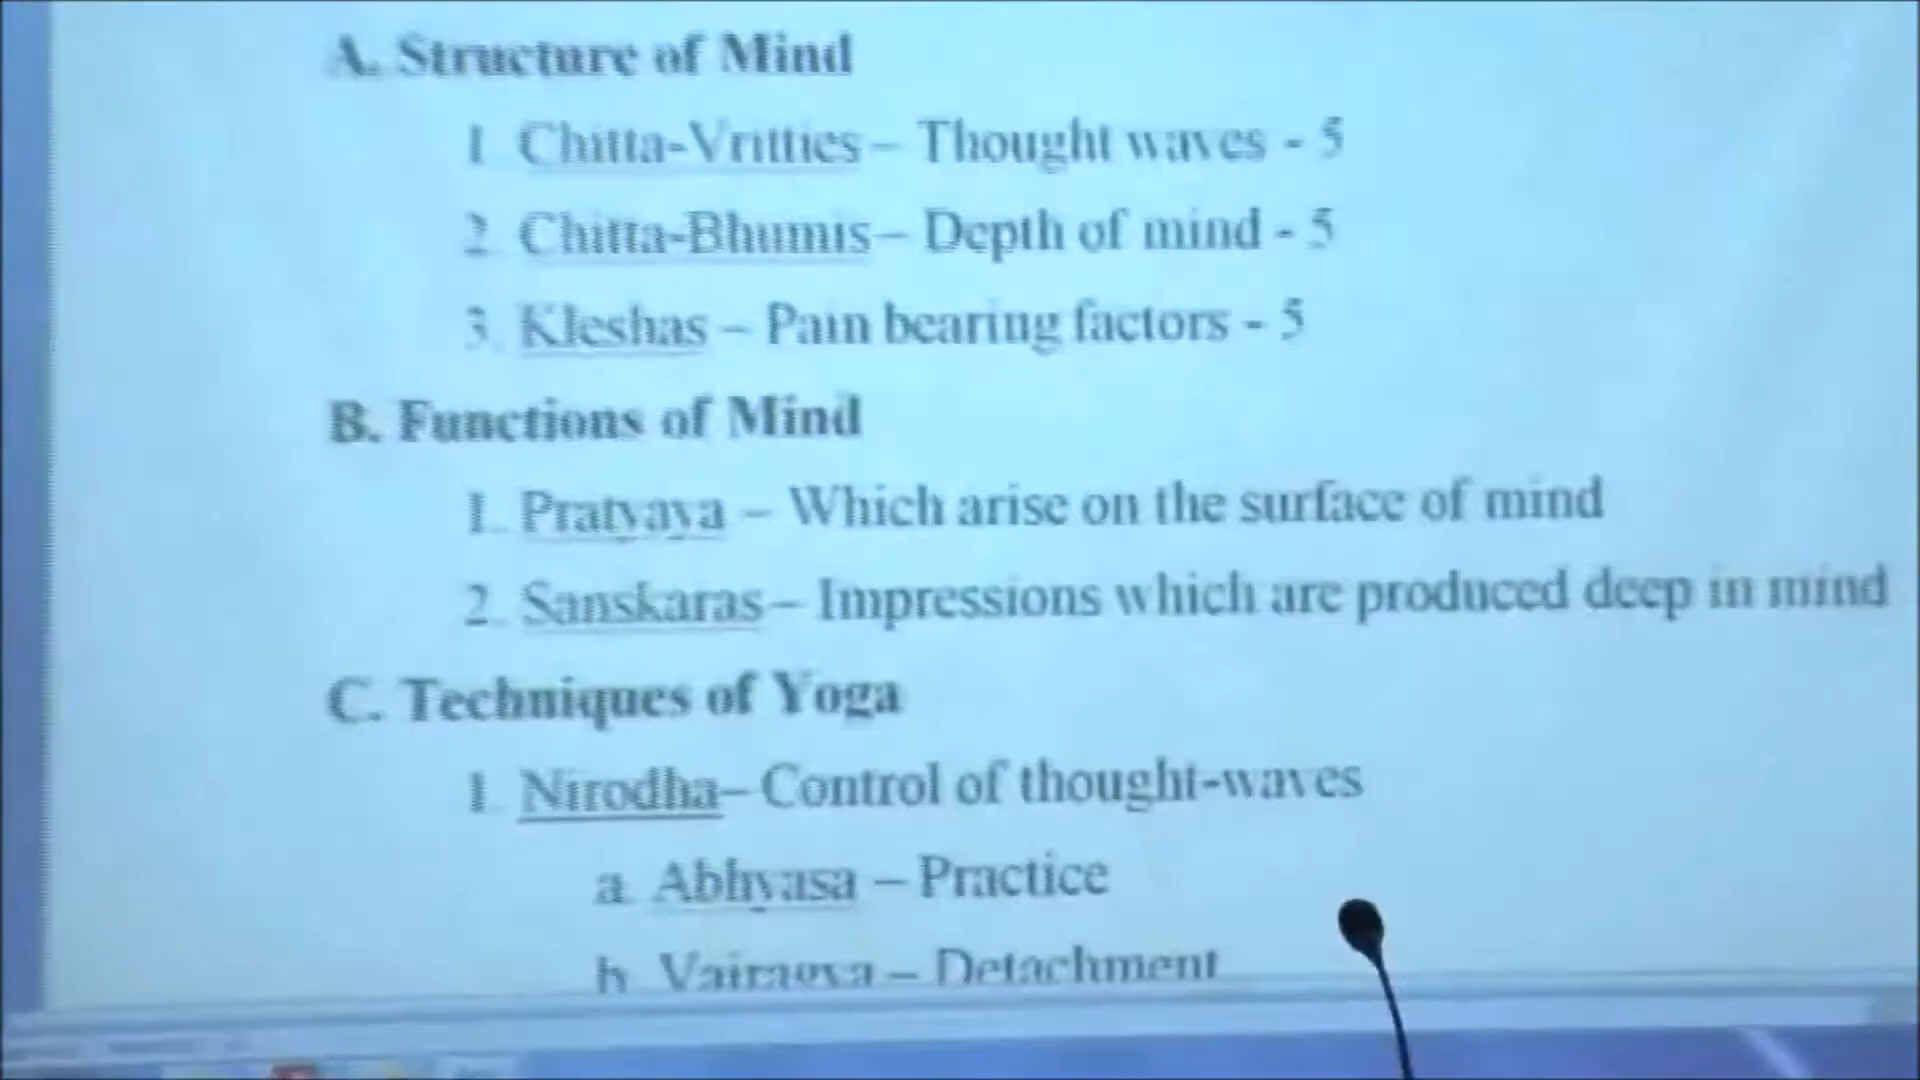 A. Structure of Mind
1. Chitta-Vritties – Thought waves - 5
2. Chitta-Bhumis – Depth of mind - 5
3. Kleshas – Pain bearing factors - 5
B. Functions of Mind
1. Pratyaya – Which arise on the surface of mind
2. Sanskaras – Impressions which are produced deep in mind
C. Techniques of Yoga
1. Nirodha – Control of thought-waves
a. Abhyasa – Practice
b. Vairagya – Detachment